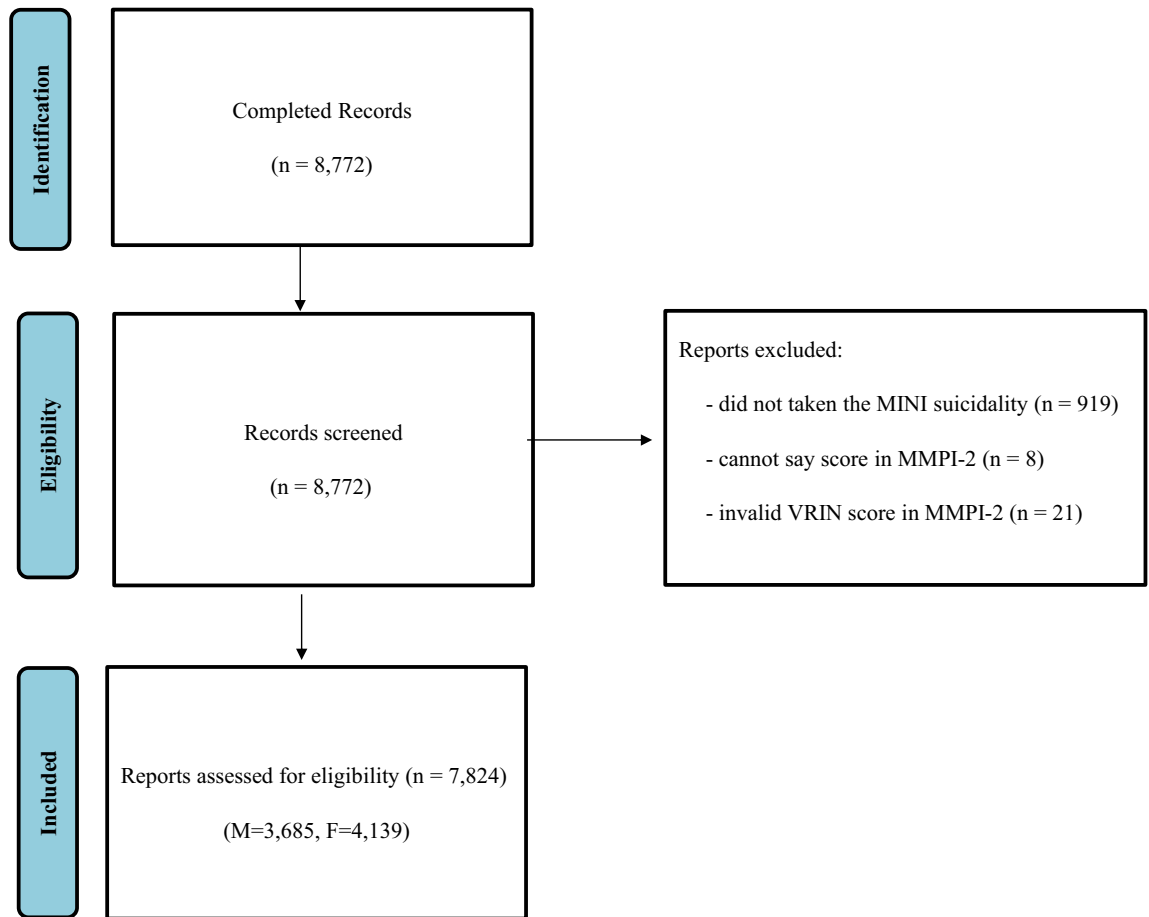 Identification
Completed Records
(n = 8,772)
Eligibility
Records screened
(n = 8,772)
Reports excluded:
- did not taken the MINI suicidality (n = 919)
- cannot say score in MMPI-2 (n = 8)
- invalid VRIN score in MMPI-2 (n = 21)
Included
Reports assessed for eligibility (n = 7,824)
(M=3,685, F=4,139)